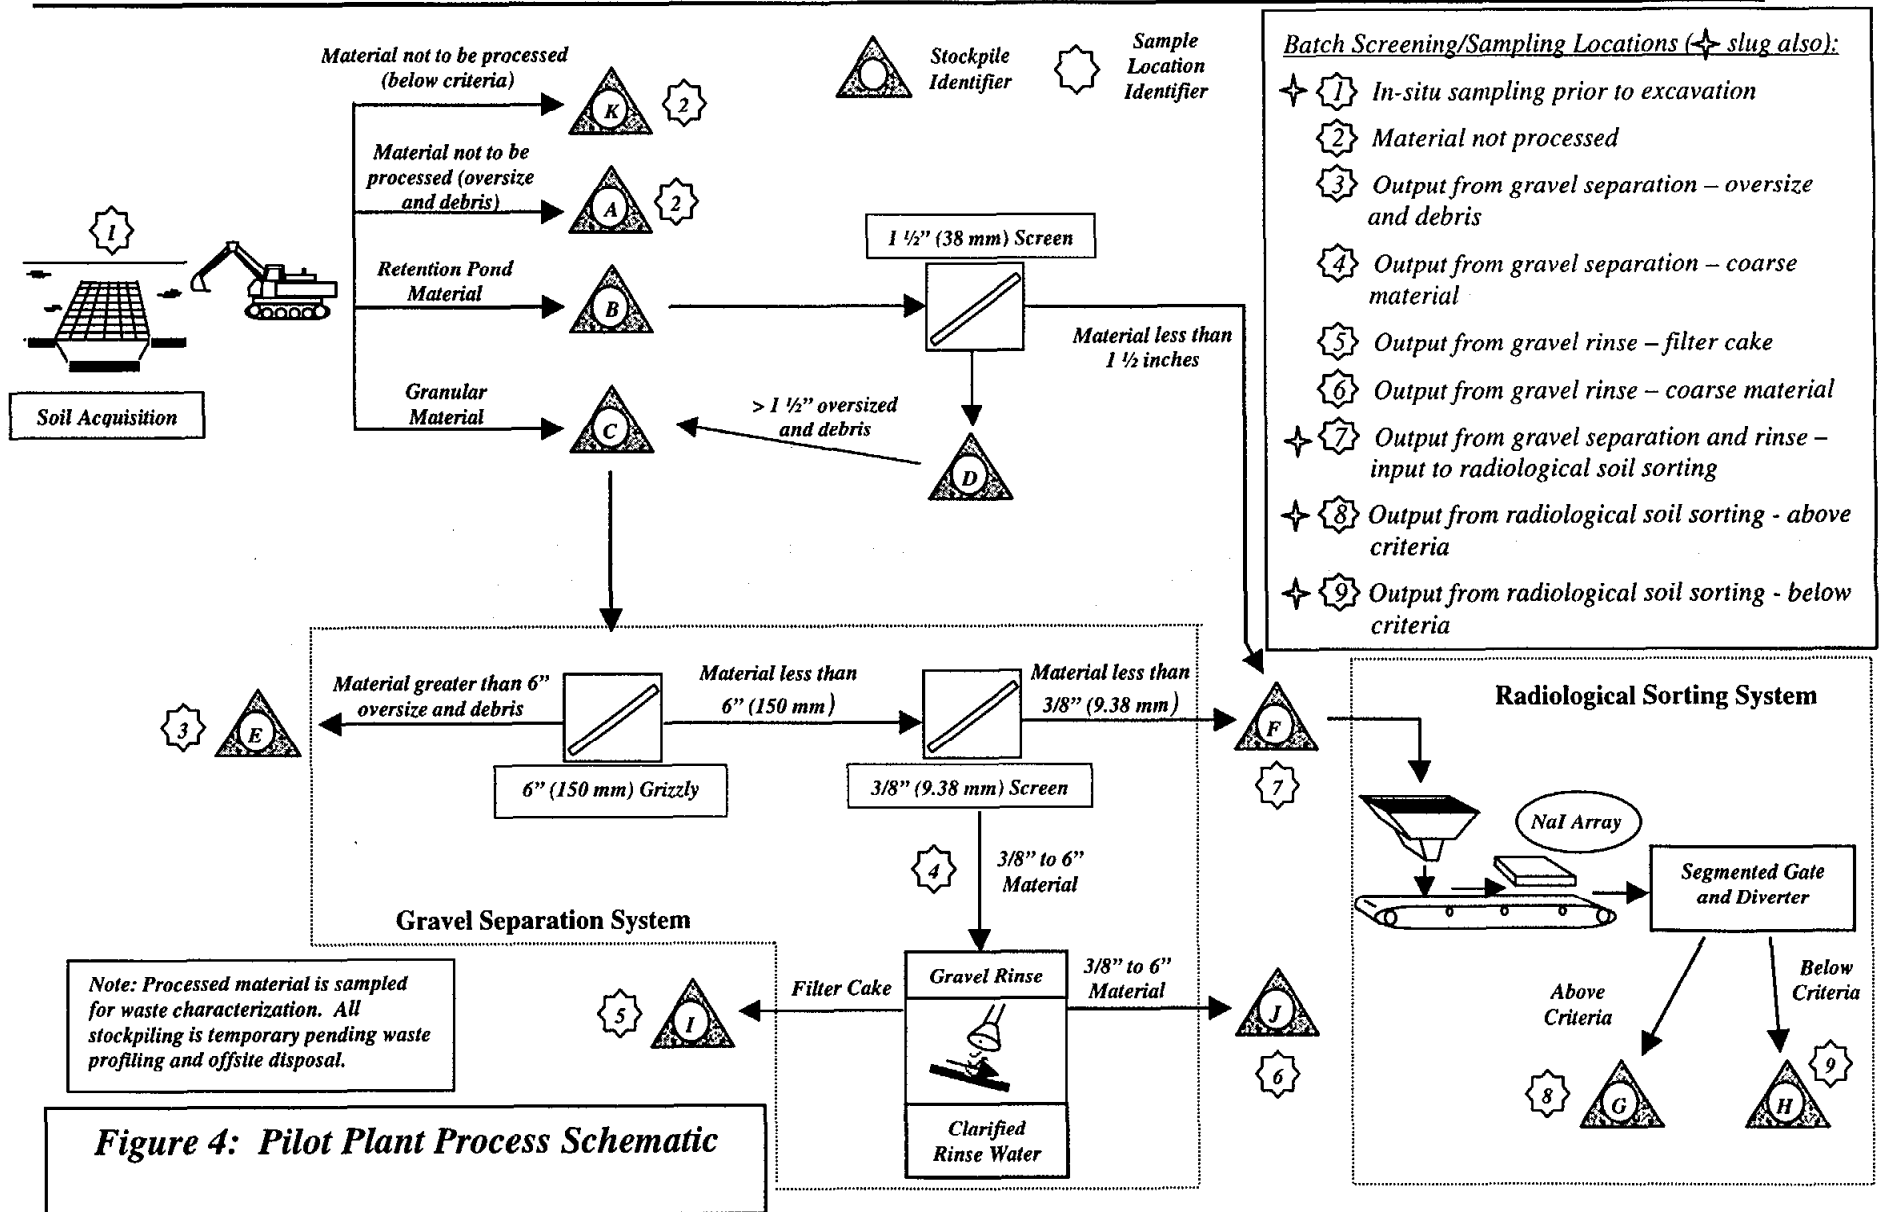 Material not to be processed
(below criteria)
K
2
Stockpile
Identifier
Sample
Location
Identifier
Material not to be
processed (oversize
and debris)
A
2
1
Soil Acquisition
Retention Pond
Material
B
1 ½” (38 mm) Screen
Material less than
1 ½ inches
Granular
Material
C
> 1 ½” oversized
and debris
D
Batch Screening/Sampling Locations ( slug also):
1 In-situ sampling prior to excavation
2 Material not processed
3 Output from gravel separation – oversize
and debris
4 Output from gravel separation – coarse
material
5 Output from gravel rinse – filter cake
6 Output from gravel rinse – coarse material
7 Output from gravel separation and rinse –
input to radiological soil sorting
8 Output from radiological soil sorting - above
criteria
9 Output from radiological soil sorting - below
criteria
3
E
Material greater than 6”
oversize and debris
6” (150 mm) Grizzly
Material less than
6” (150 mm)
3/8” (9.38 mm) Screen
Material less than
3/8” (9.38 mm)
F
7
4
3/8” to 6”
Material
Gravel Separation System
Gravel Rinse
Clarified
Rinse Water
Filter Cake
5
I
3/8” to 6”
Material
J
6
Radiological Sorting System
NaI Array
Segmented Gate
and Diverter
Above
Criteria
Below
Criteria
8
G
9
H
Note: Processed material is sampled
for waste characterization. All
stockpiling is temporary pending waste
profiling and offsite disposal.
Figure 4: Pilot Plant Process Schematic